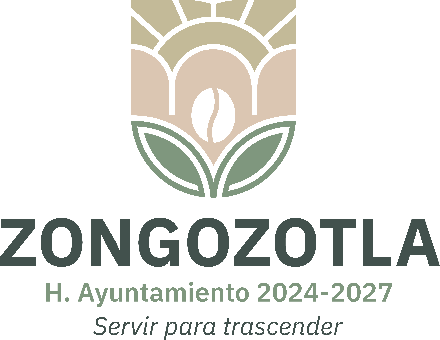 ZONGOZOTLA
H. Ayuntamiento 2024-2027
Servir para trascender